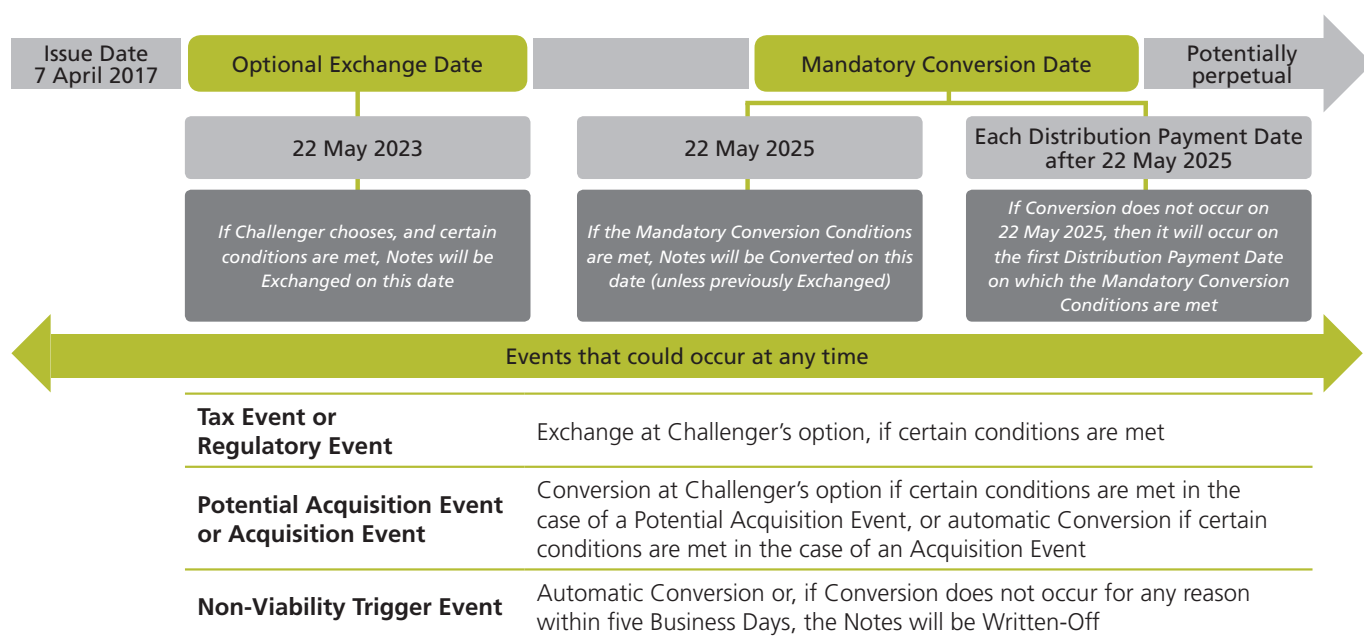 Issue Date
7 April 2017
Optional Exchange Date
Mandatory Conversion Date
Potentially
perpetual
22 May 2023
22 May 2025
Each Distribution Payment Date
after 22 May 2025
If Challenger chooses, and certain
conditions are met, Notes will be
Exchanged on this date
If the Mandatory Conversion Conditions
are met, Notes will be Converted on this
date (unless previously Exchanged)
If Conversion does not occur on
22 May 2025, then it will occur on
the first Distribution Payment Date
on which the Mandatory Conversion
Conditions are met
Events that could occur at any time
Tax Event or
Regulatory Event
Exchange at Challenger’s option, if certain conditions are met
Potential Acquisition Event
or Acquisition Event
Conversion at Challenger’s option if certain conditions are met in the
case of a Potential Acquisition Event, or automatic Conversion if certain
conditions are met in the case of an Acquisition Event
Non-Viability Trigger Event
Automatic Conversion or, if Conversion does not occur for any reason
within five Business Days, the Notes will be Written-Off